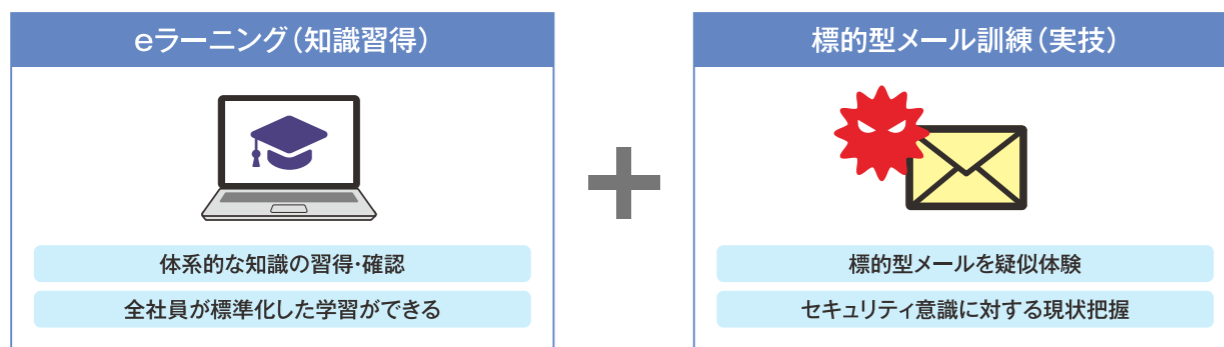 eラーニング（知識習得）
体系的な知識の習得・確認
全社員が標準化した学習ができる
+
標的型メール訓練（実技）
標的型メールを疑似体験
セキュリティ意識に対する現状把握